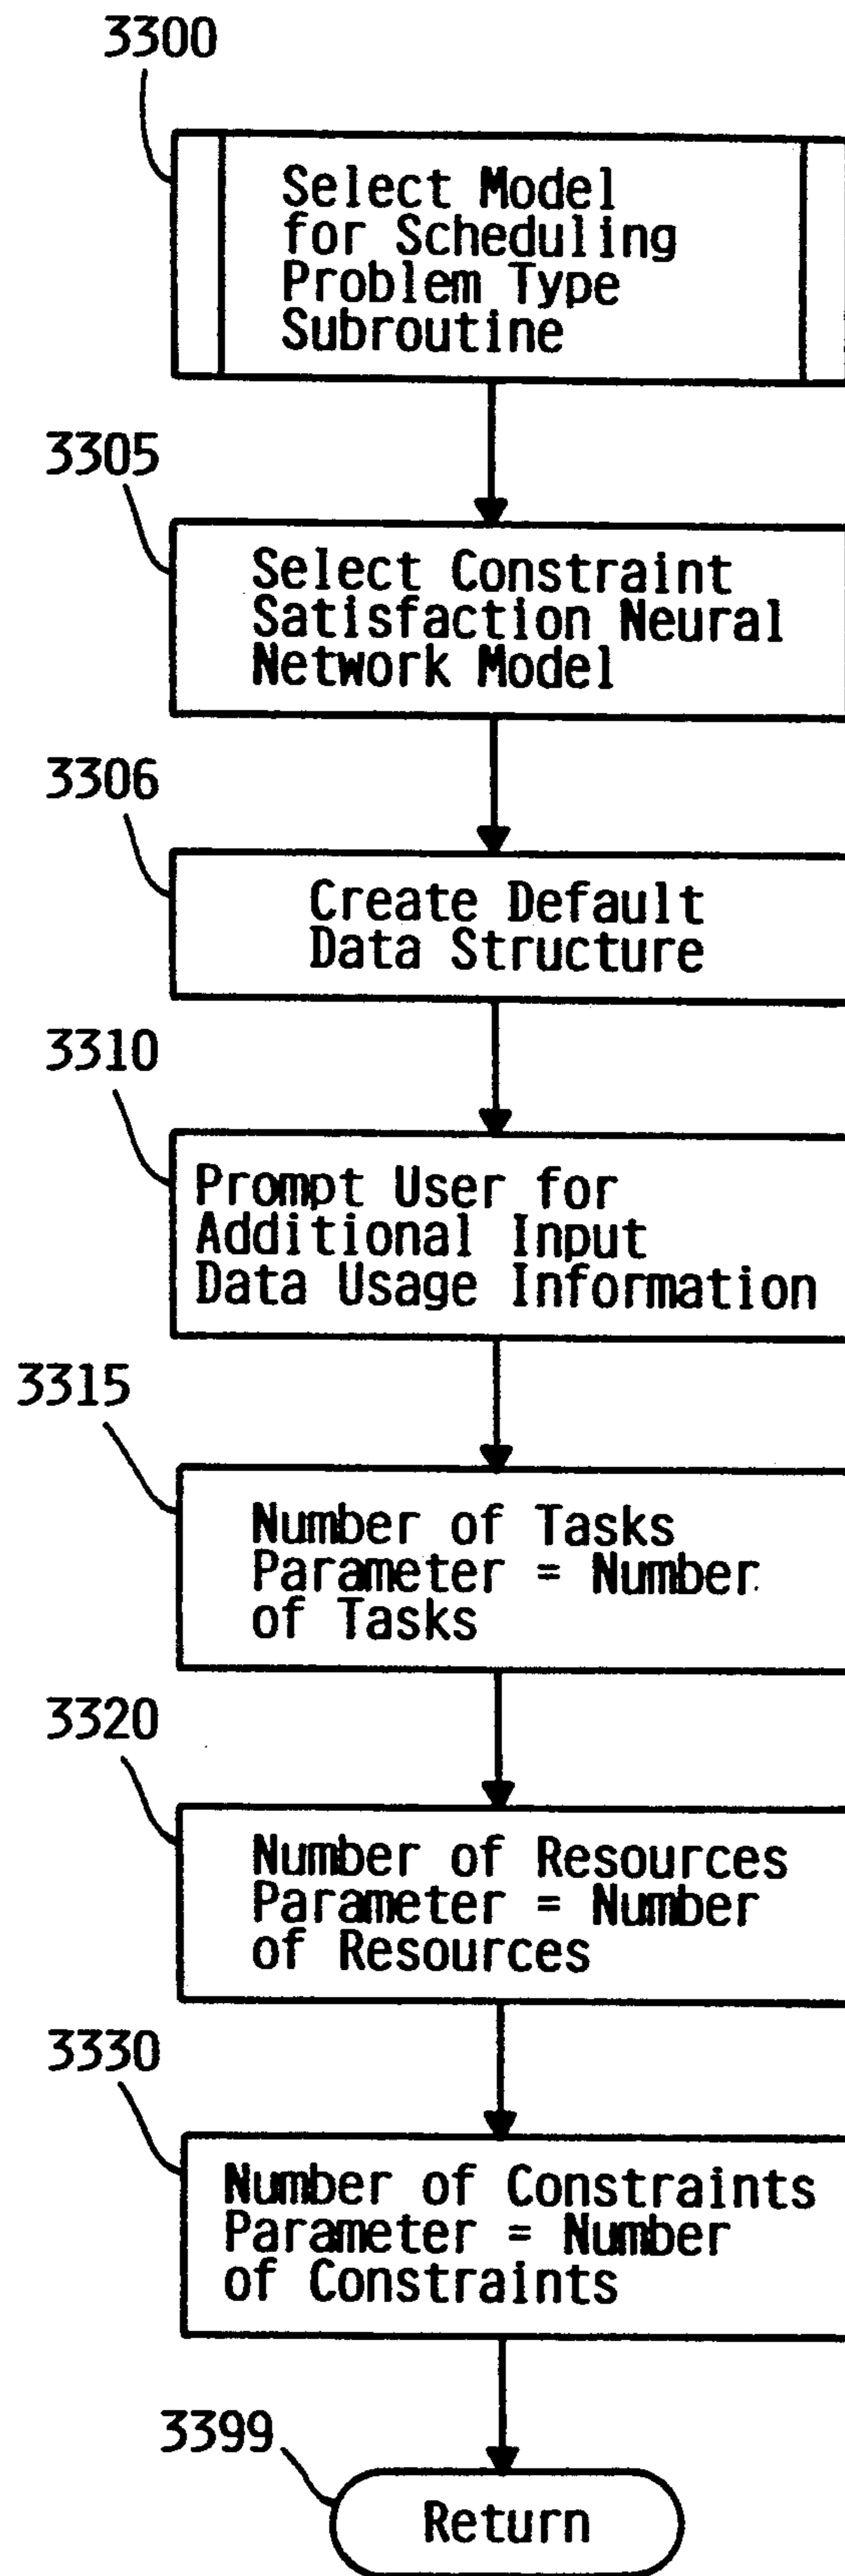 3300
Select Model
for Scheduling
Problem Type
Subroutine
3305
Select Constraint
Satisfaction Neural
Network Model
3306
Create Default
Data Structure
3310
Prompt User for
Additional Input
Data Usage Information
3315
Number of Tasks
Parameter = Number
of Tasks
3320
Number of Resources
Parameter = Number
of Resources
3330
Number of Constraints
Parameter = Number
of Constraints
3399
Return